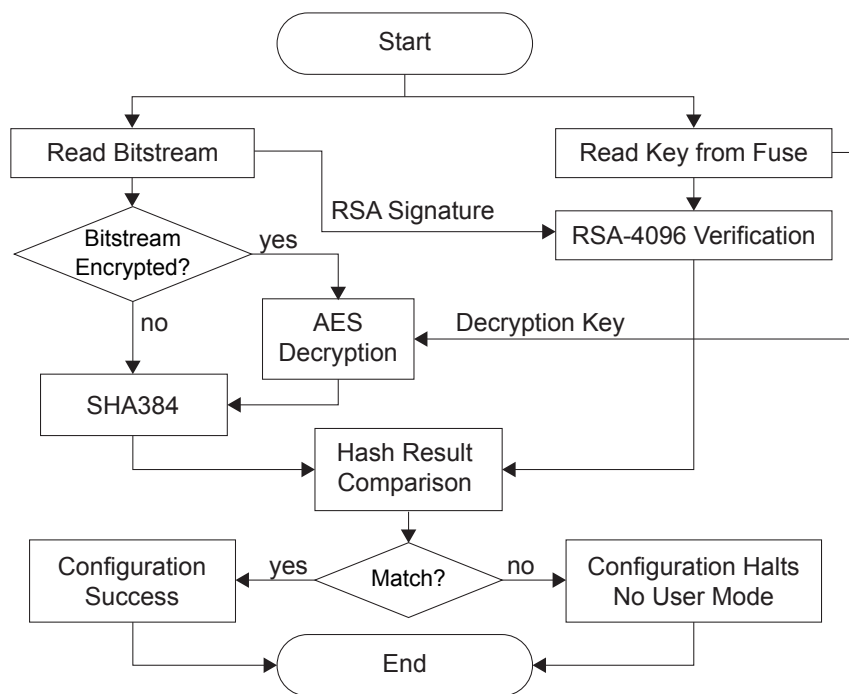 Start
Read Bitstream
Read Key from Fuse
RSA Signature
RSA-4096 Verification
Bitstream
Encrypted?
yes
no
AES
Decryption
Decryption Key
SHA384
Hash Result
Comparison
Configuration
Success
yes
Match?
no
Configuration Halts
No User Mode
End